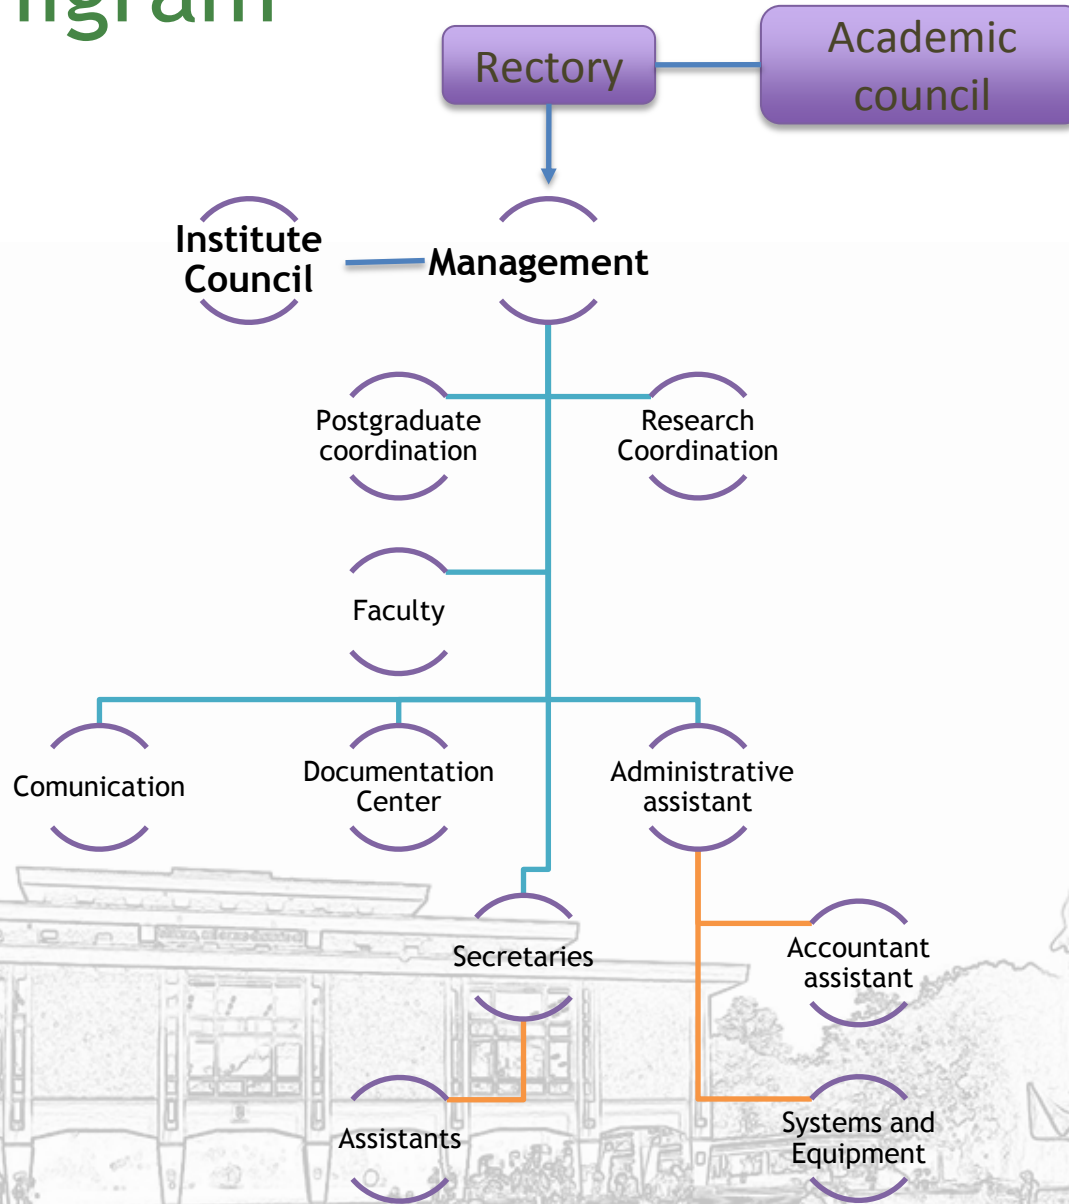 Rectory
Academic
council
Institute
Council
Management
Postgraduate
coordination
Research
Coordination
Faculty
Comunication
Documentation
Center
Administrative
assistant
Secretaries
Accountant
assistant
Assistants
Systems and
Equipment